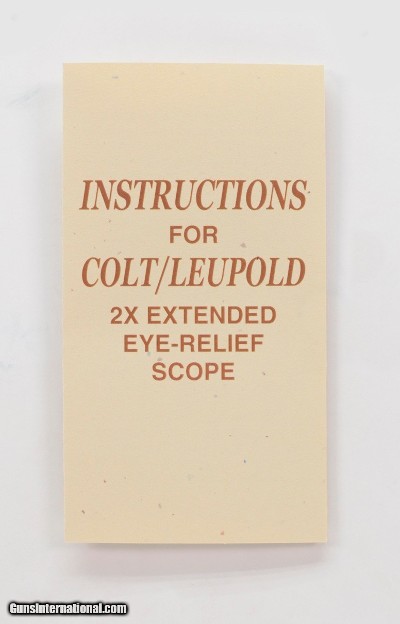 INSTRUCTIONS
FOR
COLT/LEUPOLD
2X EXTENDED
EYE-RELIEF
SCOPE
GunsInternational.com